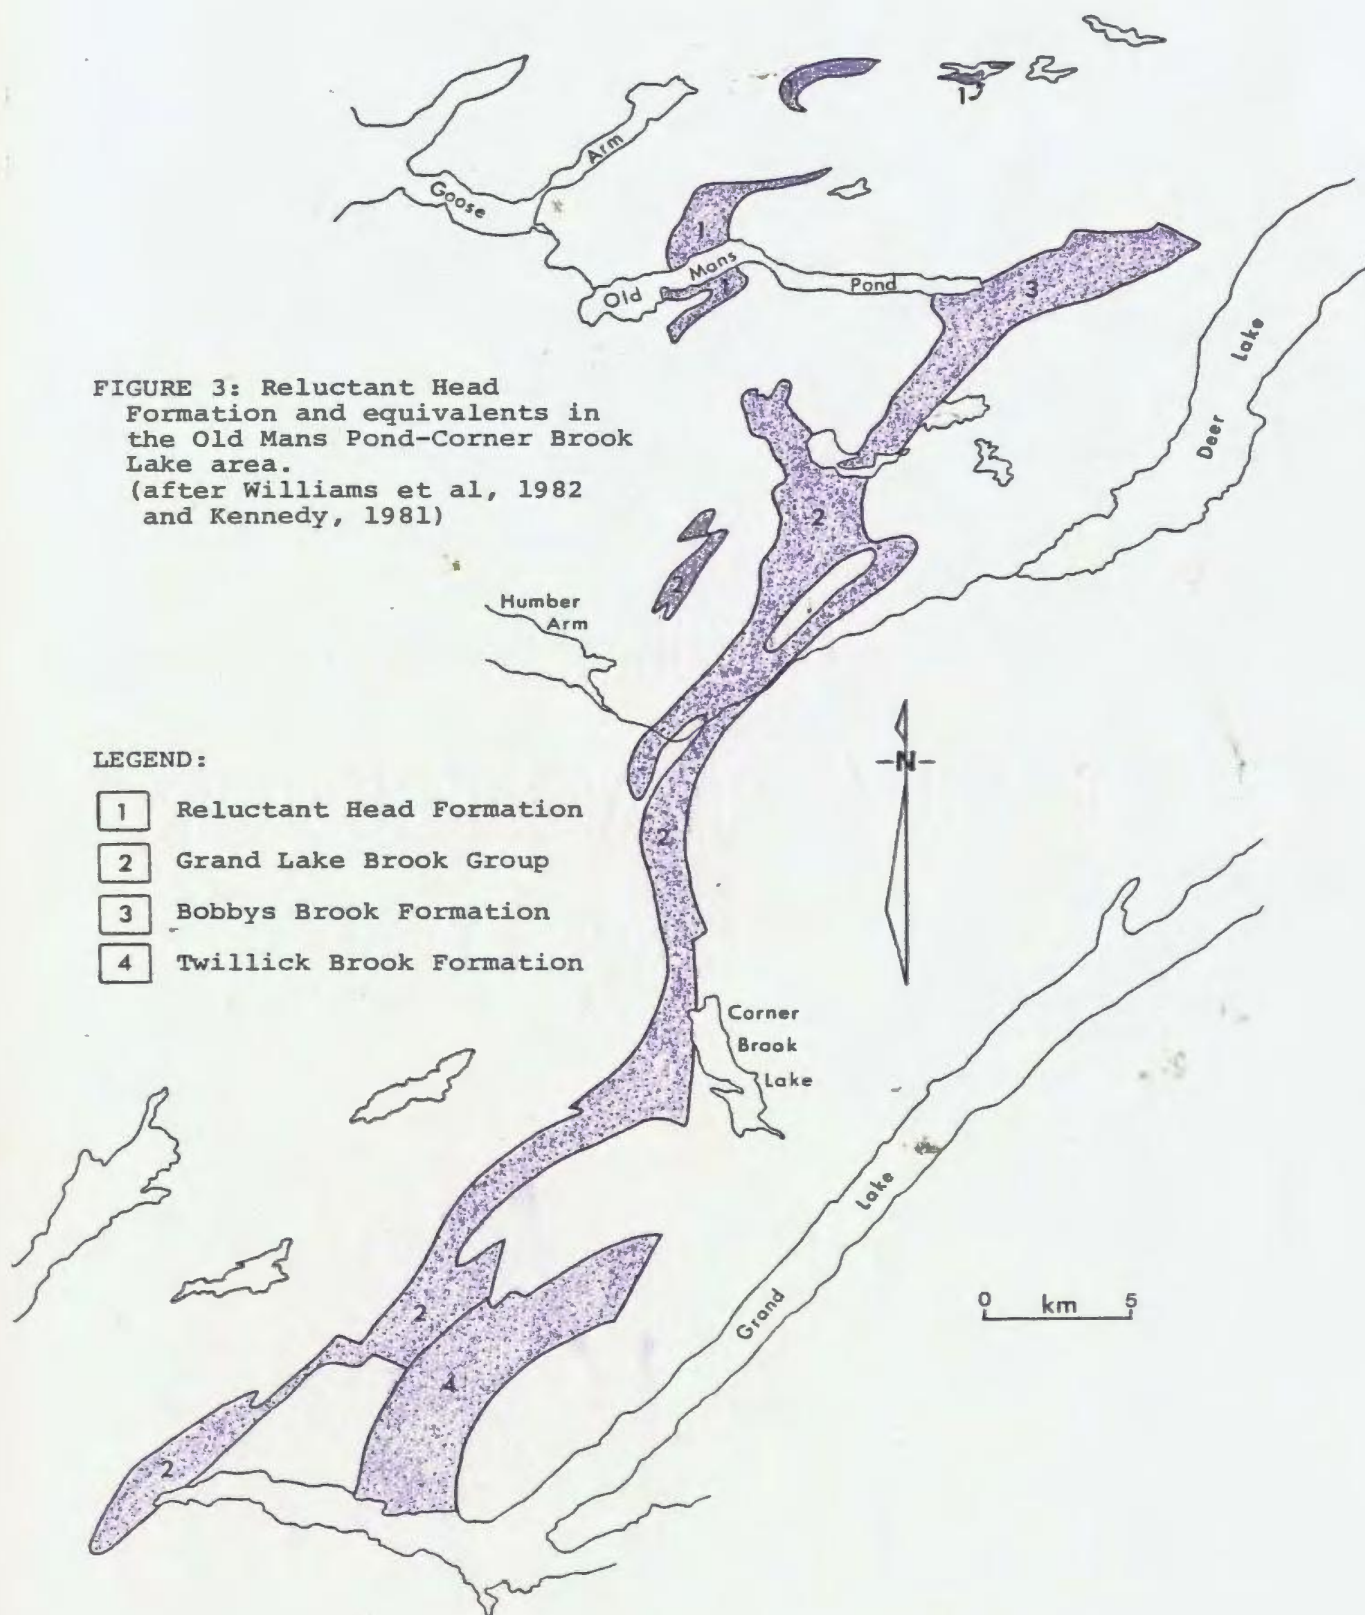 1
Arm
Goose
1
Mans
Old
1
Pond
3
Lake
Deer
FIGURE 3: Reluctant Head
Formation and equivalents in
the Old Mans Pond-Corner Brook
Lake area.
(after Williams et al, 1982
and Kennedy, 1981)
2
2
Humber
Arm
-N-
LEGEND:
1 Reluctant Head Formation
2 Grand Lake Brook Group
3 Bobbys Brook Formation
4 Twillick Brook Formation
2
Corner
Brook
Lake
Lake
Grand
0 km 5
2
4
2